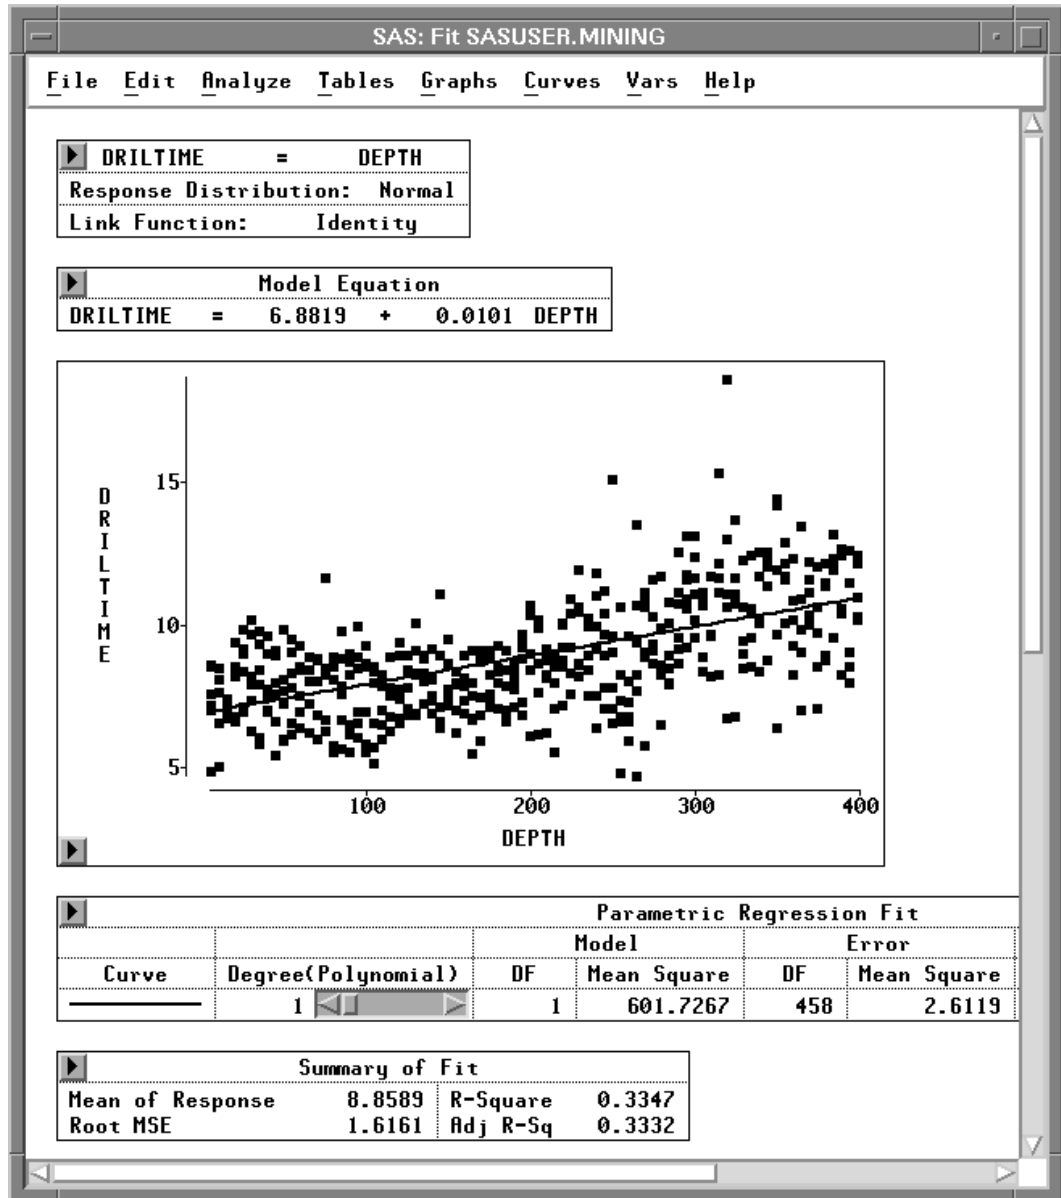 SAS: Fit SASUSER.MINING
File Edit Analyze Tables Graphs Curves Vars Help
DRILTIME = DEPTH
Response Distribution: Normal
Link Function: Identity
Model Equation
DRILTIME = 6.8819 + 0.0101 DEPTH
DRILTIME
15
10
5
100 200 300 400
DEPTH
Parametric Regression Fit
Model Error
Curve Degree(Polynomial) DF Mean Square DF Mean Square
1 1 601.7267 458 2.6119
Summary of Fit
Mean of Response 8.8589 R-Square 0.3347
Root MSE 1.6161 Adj R-Sq 0.3332